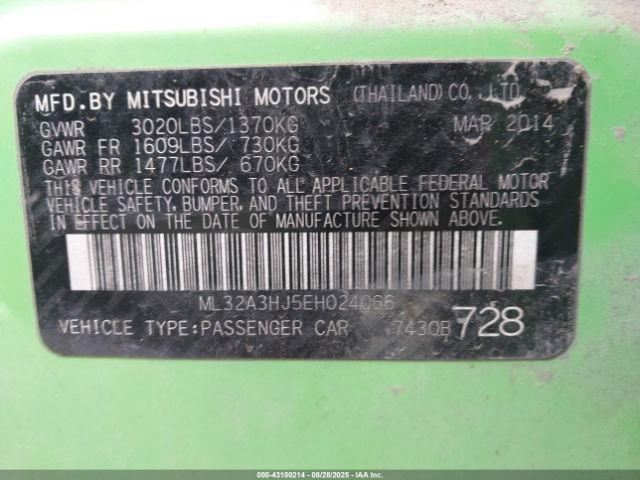 MFD.BY MITSUBISHI MOTORS (THAILAND) CO.,LTD.
GVWR 3020LBS/1370KG MAR 2014
GAWR FR 1609LBS/ 730KG
GAWR RR 1477LBS/ 670KG
THIS VEHICLE CONFORMS TO ALL APPLICABLE FEDERAL MOTOR
VEHICLE SAFETY, BUMPER, AND THEFT PREVENTION STANDARDS
IN EFFECT ON THE DATE OF MANUFACTURE SHOWN ABOVE.
ML32A3HJ5EH024066
VEHICLE TYPE:PASSENGER CAR 7430B 728
000-43100214 - 08/28/2025 - IAAI.COM